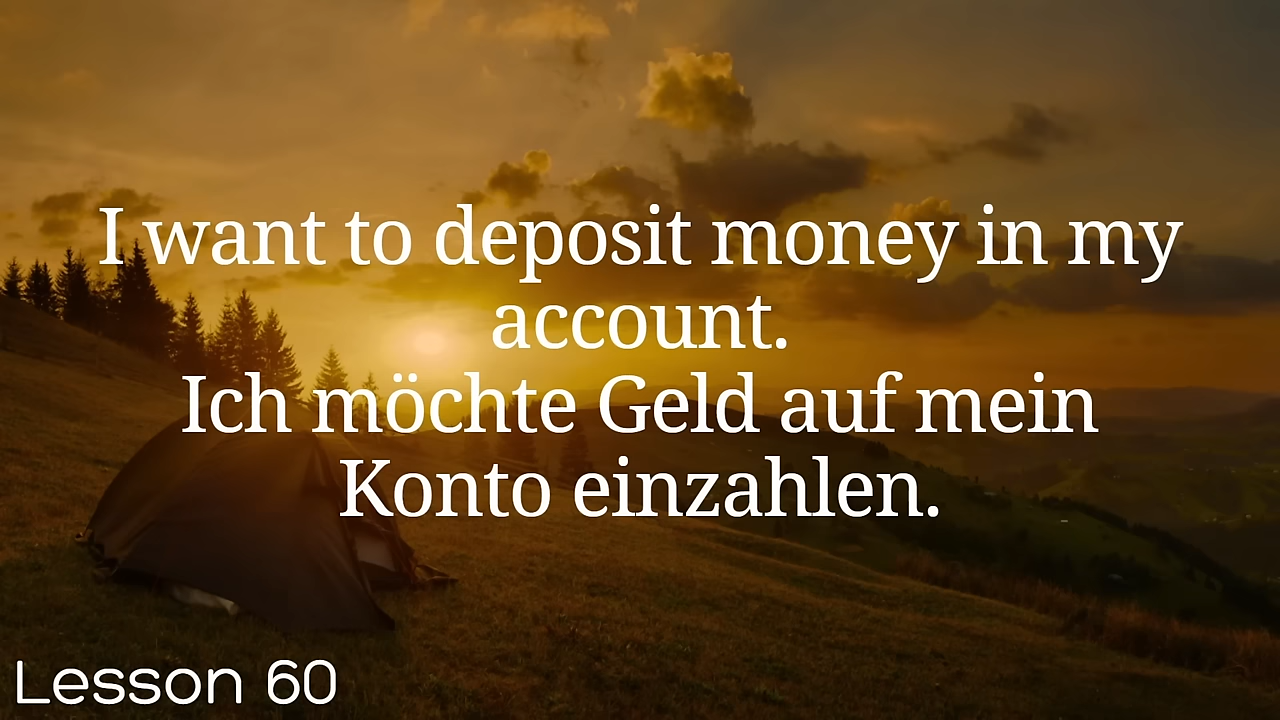 I want to deposit money in my
account.
Ich möchte Geld auf mein
Konto einzahlen.
Lesson 60